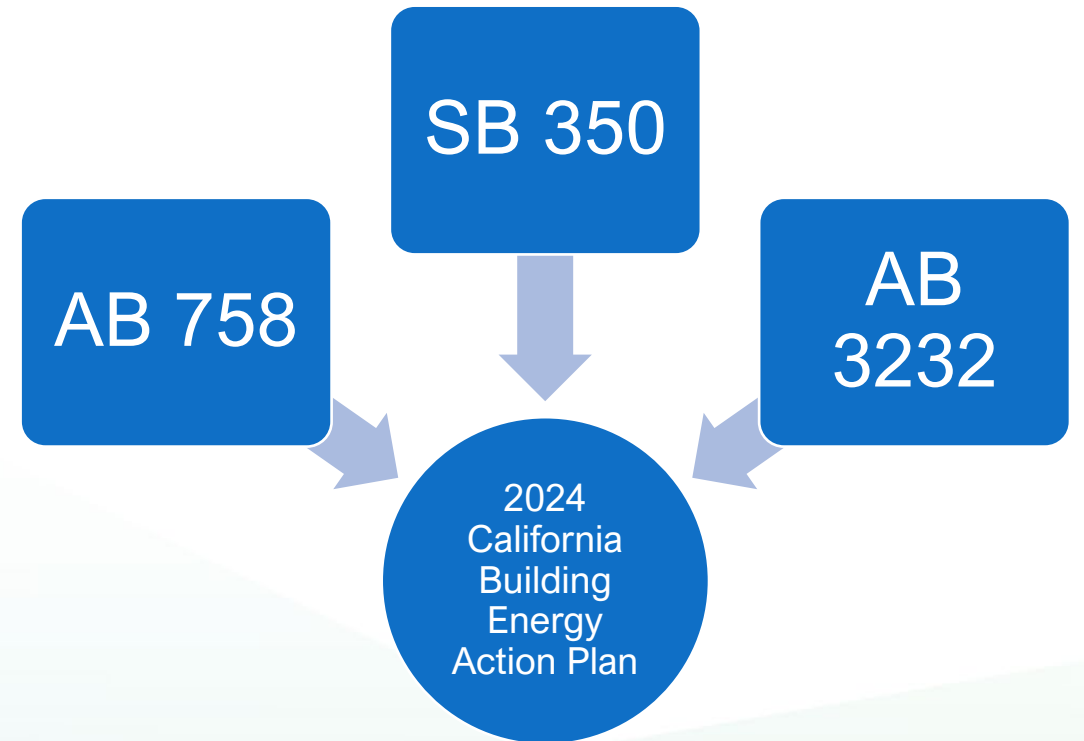 SB 350
AB 758
AB
3232
2024
California
Building
Energy
Action Plan